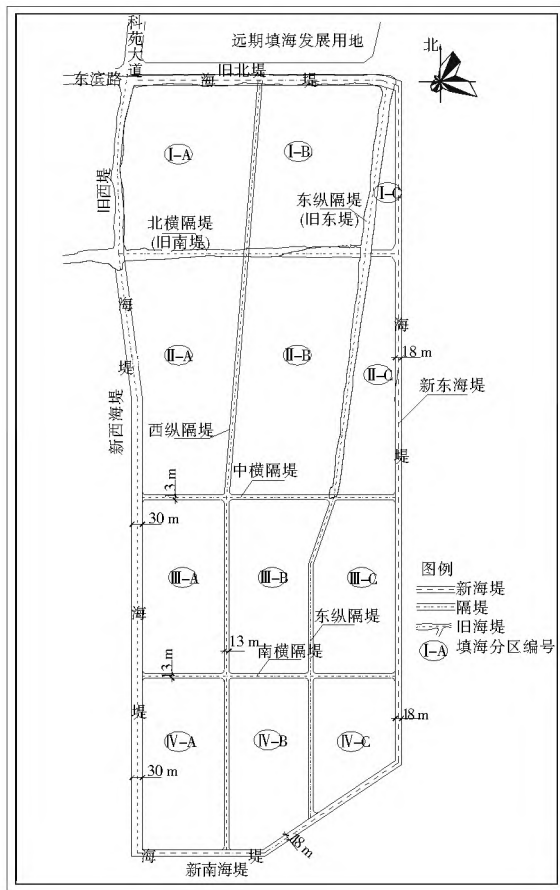 科苑大道
远期填海发展用地
北
东滨路
旧北堤
海 堤
Ⅰ-A
Ⅰ-B
Ⅰ-C
旧西堤
东纵隔堤
(旧东堤)
北横隔堤
(旧南堤)
海 堤
海 堤
Ⅱ-A
Ⅱ-B
Ⅱ-C
18 m
新东海堤
新西海堤
西纵隔堤
中横隔堤
13 m
30 m
Ⅲ-A
Ⅲ-B
Ⅲ-C
图例
新海堤
隔堤
旧海堤
Ⅰ-A 填海分区编号
海 堤
东纵隔堤
13 m
南横隔堤
13 m
18 m
Ⅳ-A
Ⅳ-B
Ⅳ-C
30 m
18 m
海 堤
新南海堤